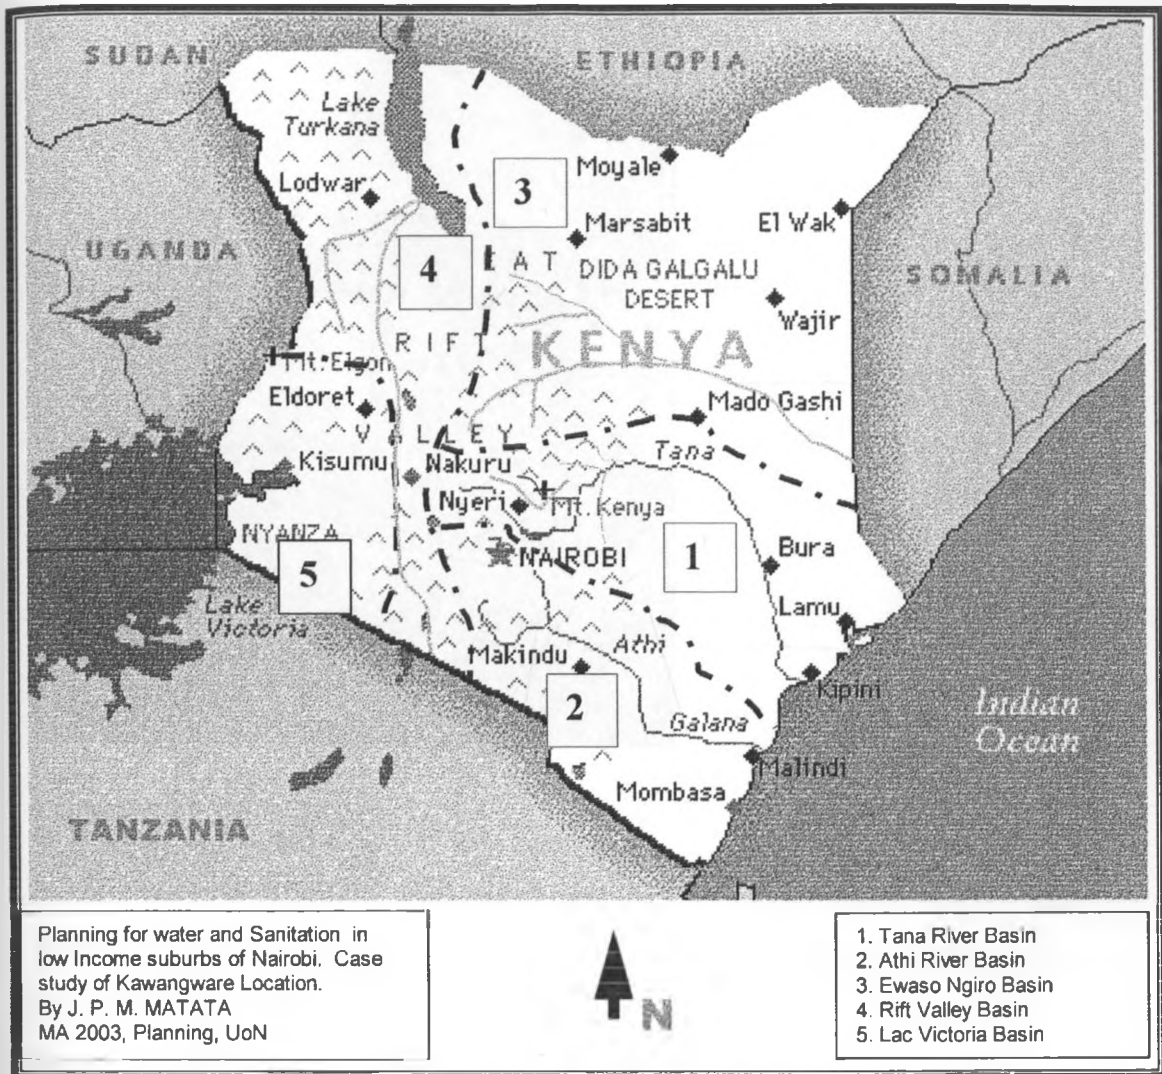 SUDAN
ETHIOPIA
Lake
Turkana
Moyale
3
Lodwar
El Wak
Marsabit
UGANDA
4
EAT
DIDA GALGALU
DESERT
SOMALIA
Wajir
RIFT
KENYA
Mt. Elgon
Eldoret
Mado Gashi
VALLEY
Tana
Kisumu
Nakuru
Nyeri
Mt. Kenya
NYANZA
NAIROBI
1
Bura
5
Lake
Victoria
Lamu
Athi
Makindu
Kipini
2
Indian
Ocean
Galana
Malindi
Mombasa
TANZANIA
Planning for water and Sanitation in
low Income suburbs of Nairobi. Case
study of Kawangware Location.
By J. P. M. MATATA
MA 2003, Planning, UoN
N
1. Tana River Basin
2. Athi River Basin
3. Ewaso Ngiro Basin
4. Rift Valley Basin
5. Lac Victoria Basin